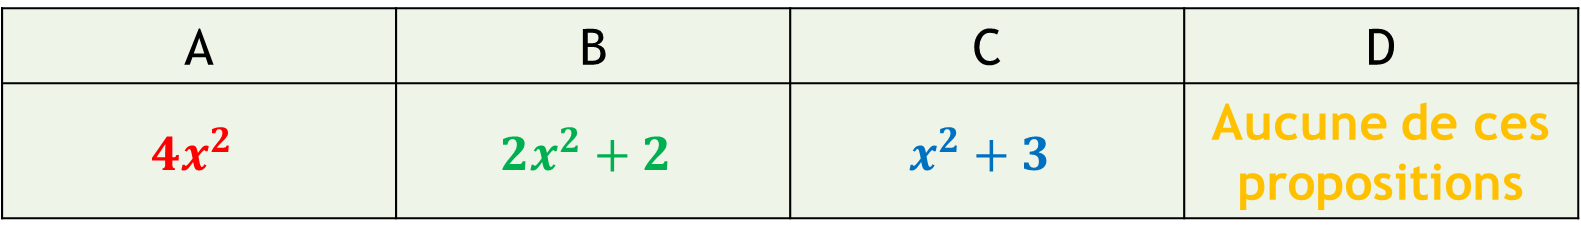 A B C D
4x² 2x² + 2 x² + 3 Aucune de ces
propositions